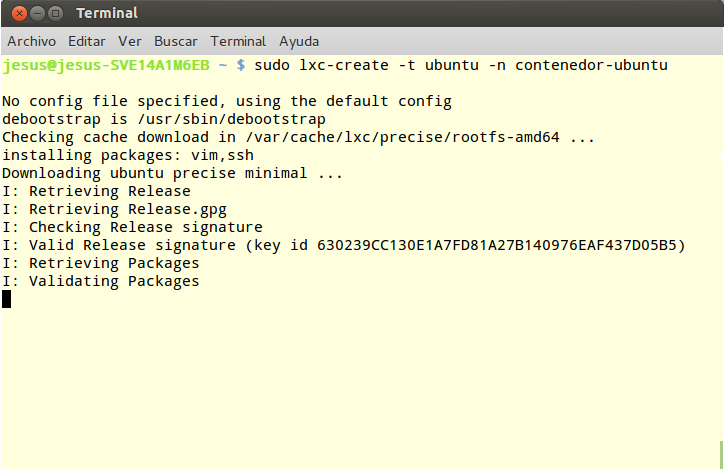 Terminal
Archivo Editar Ver Buscar Terminal Ayuda
jesus@jesus-SVE14A1M6EB ~ $ sudo lxc-create -t ubuntu -n contenedor-ubuntu
No config file specified, using the default config
debootstrap is /usr/sbin/debootstrap
Checking cache download in /var/cache/lxc/precise/rootfs-amd64 ...
installing packages: vim,ssh
Downloading ubuntu precise minimal ...
I: Retrieving Release
I: Retrieving Release.gpg
I: Checking Release signature
I: Valid Release signature (key id 630239CC130E1A7FD81A27B140976EAF437D05B5)
I: Retrieving Packages
I: Validating Packages